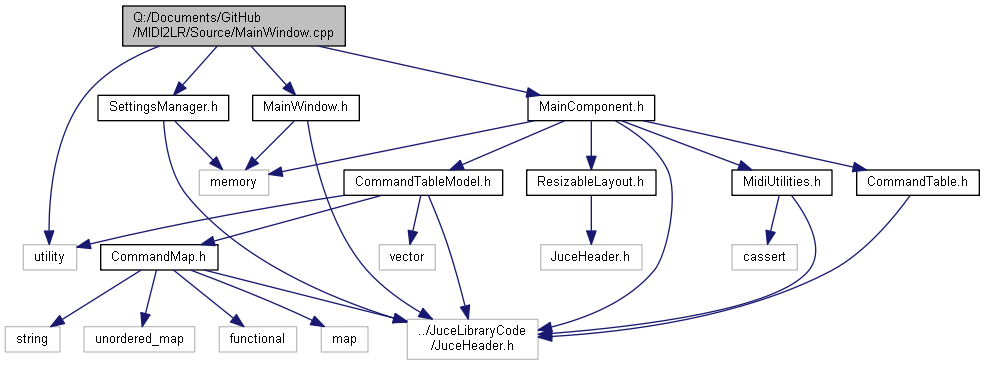 Q:/Documents/GitHub
/MIDI2LR/Source/MainWindow.cpp
SettingsManager.h
MainWindow.h
MainComponent.h
memory
CommandTableModel.h
ResizableLayout.h
MidiUtilities.h
CommandTable.h
utility
CommandMap.h
vector
JuceHeader.h
cassert
string
unordered_map
functional
map
../JuceLibraryCode
/JuceHeader.h